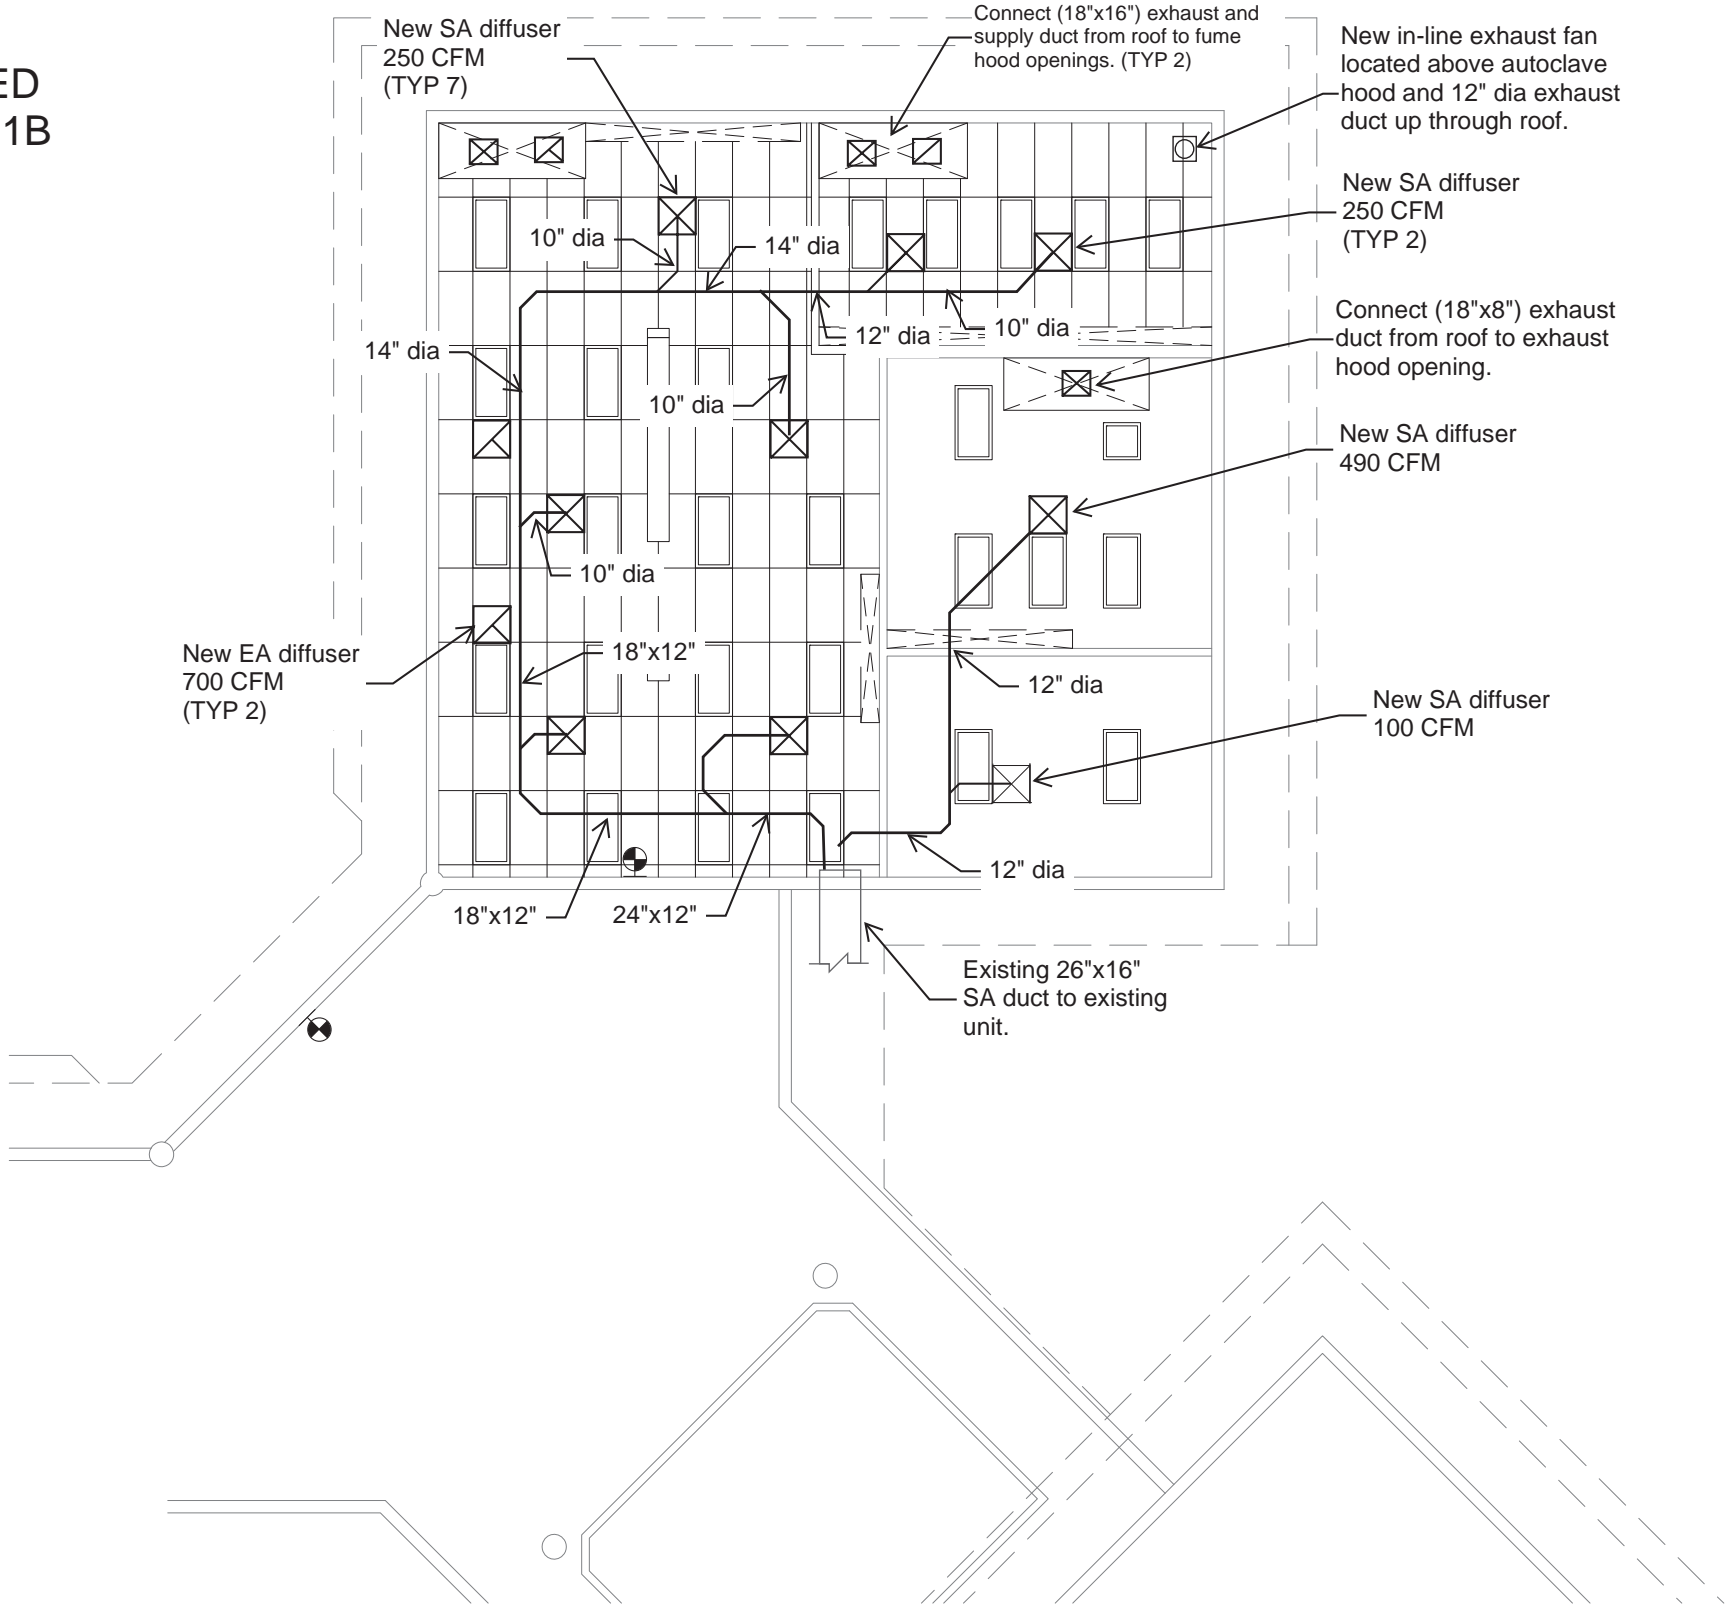 ED
1B
New SA diffuser
250 CFM
(TYP 7)
Connect (18"x16") exhaust and
supply duct from roof to fume
hood openings. (TYP 2)
New in-line exhaust fan
located above autoclave
hood and 12" dia exhaust
duct up through roof.
New SA diffuser
250 CFM
(TYP 2)
10" dia
14" dia
12" dia
10" dia
Connect (18"x8") exhaust
duct from roof to exhaust
hood opening.
14" dia
10" dia
New SA diffuser
490 CFM
10" dia
New EA diffuser
700 CFM
(TYP 2)
18"x12"
12" dia
New SA diffuser
100 CFM
12" dia
18"x12"
24"x12"
Existing 26"x16"
SA duct to existing
unit.